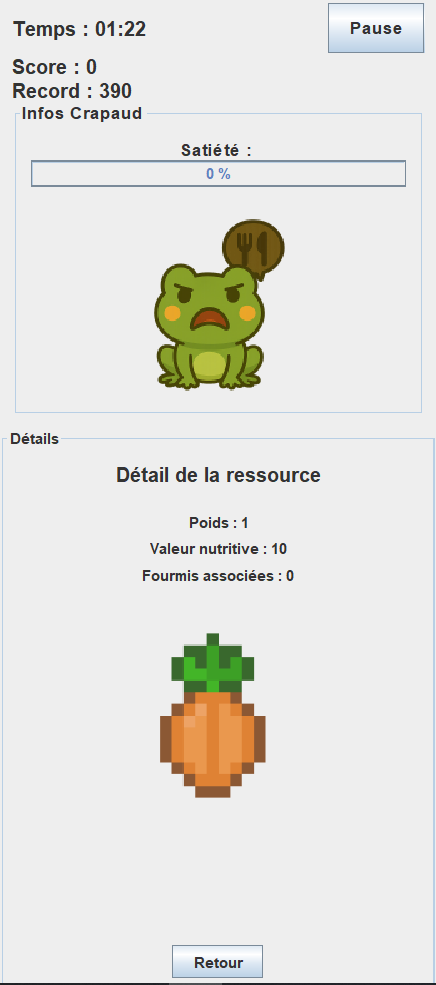 Temps : 01:22
Pause
Score : 0
Record : 390
Infos Crapaud
Satiété :
0 %
Détails
Détail de la ressource
Poids : 1
Valeur nutritive : 10
Fourmis associées : 0
Retour